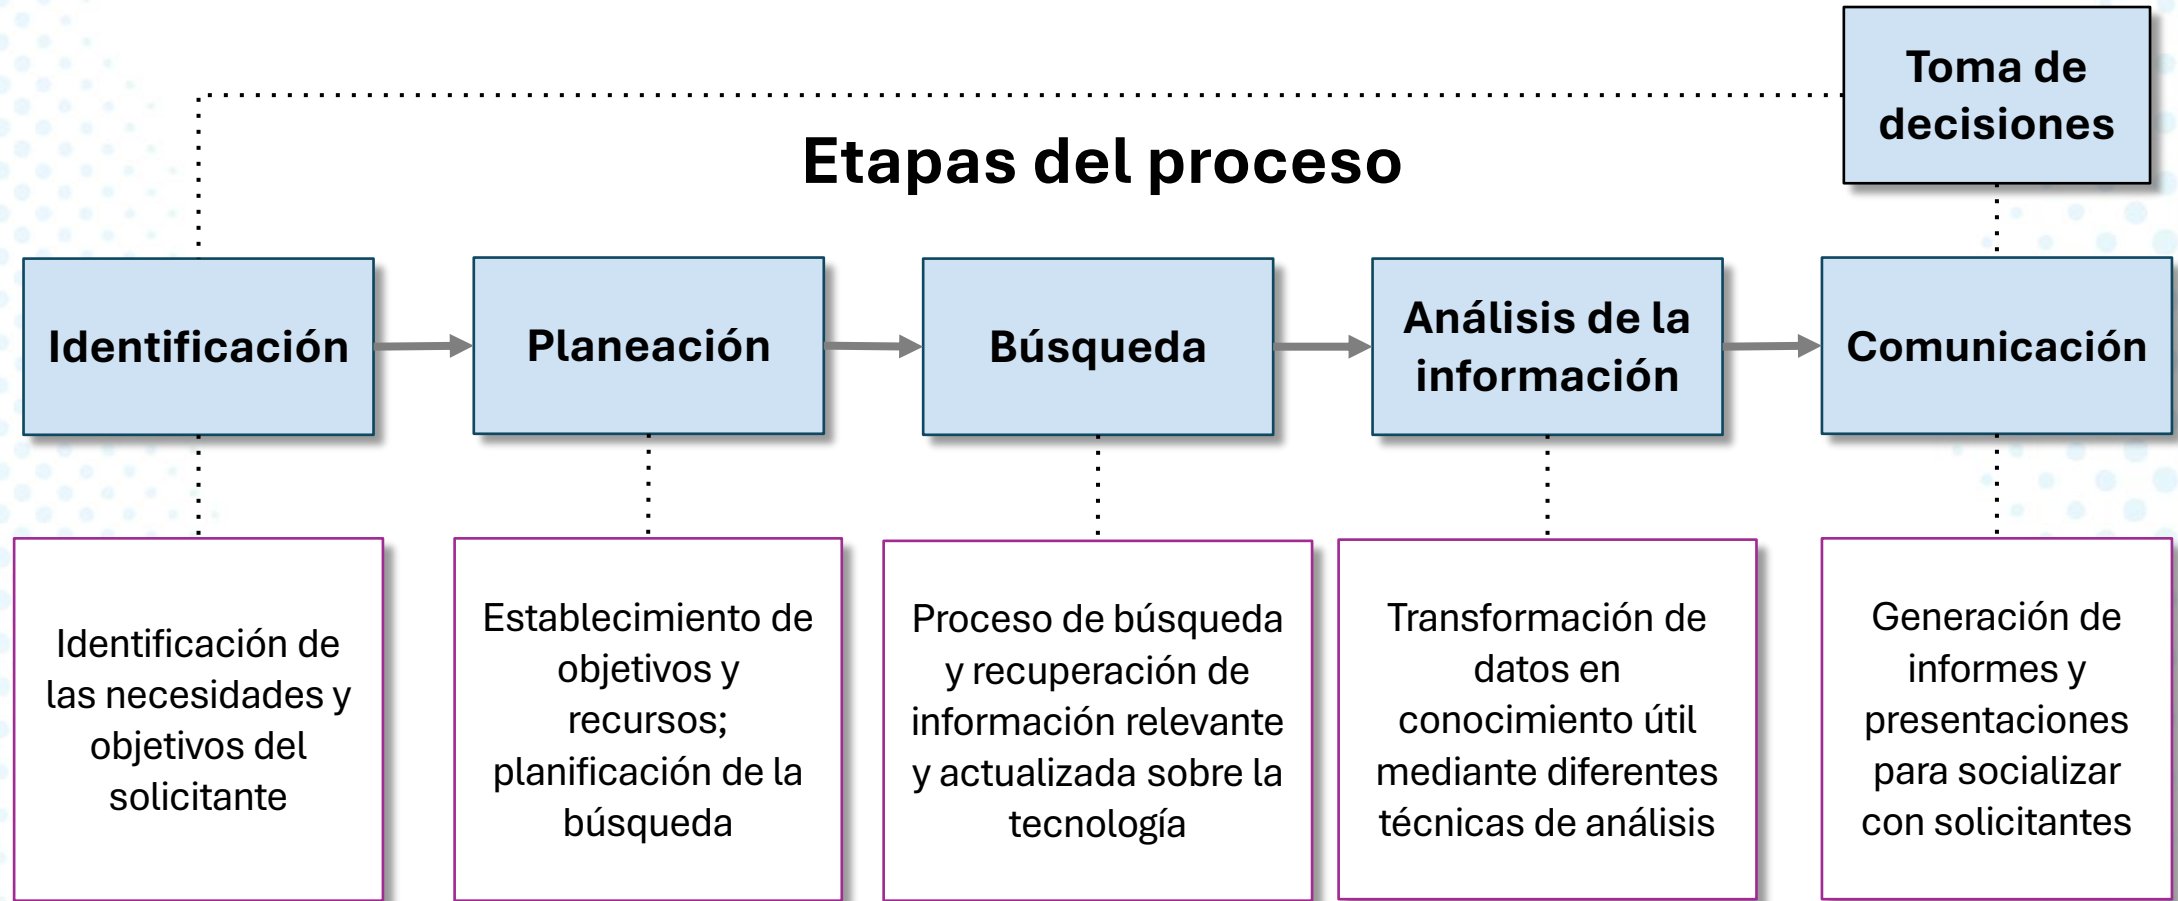 Toma de
decisiones
Etapas del proceso
Identificación
Planeación
Búsqueda
Análisis de la
información
Comunicación
Identificación de
las necesidades y
objetivos del
solicitante
Establecimiento de
objetivos y
recursos;
planificación de la
búsqueda
Proceso de búsqueda
y recuperación de
información relevante
y actualizada sobre la
tecnología
Transformación de
datos en
conocimiento útil
mediante diferentes
técnicas de análisis
Generación de
informes y
presentaciones
para socializar
con solicitantes